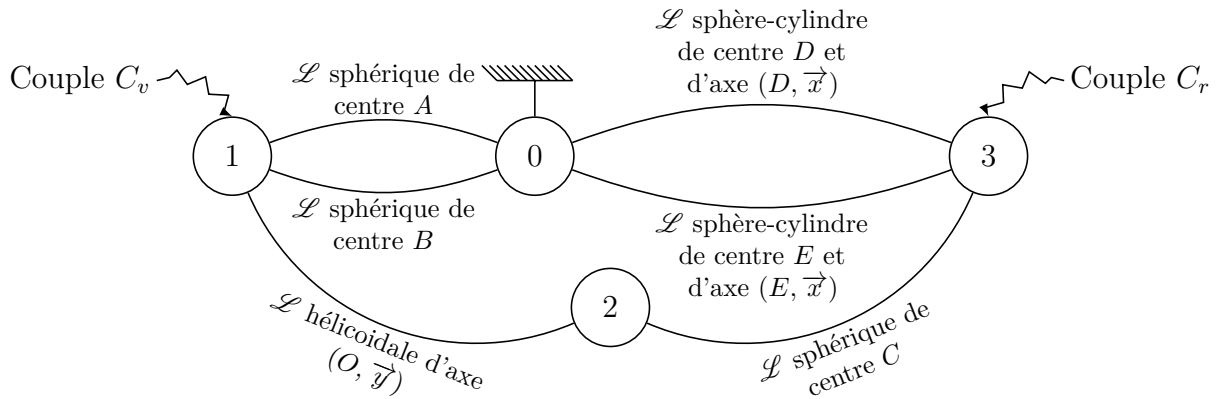 ℒ sphère-cylindre
de centre D et
d'axe (D, x⃗)
Couple C_v
ℒ sphérique de
centre A
Couple C_r
1
0
3
ℒ sphérique de
centre B
ℒ sphère-cylindre
de centre E et
d'axe (E, x⃗)
2
ℒ hélicoidale d'axe
(O, y⃗)
ℒ sphérique de
centre C